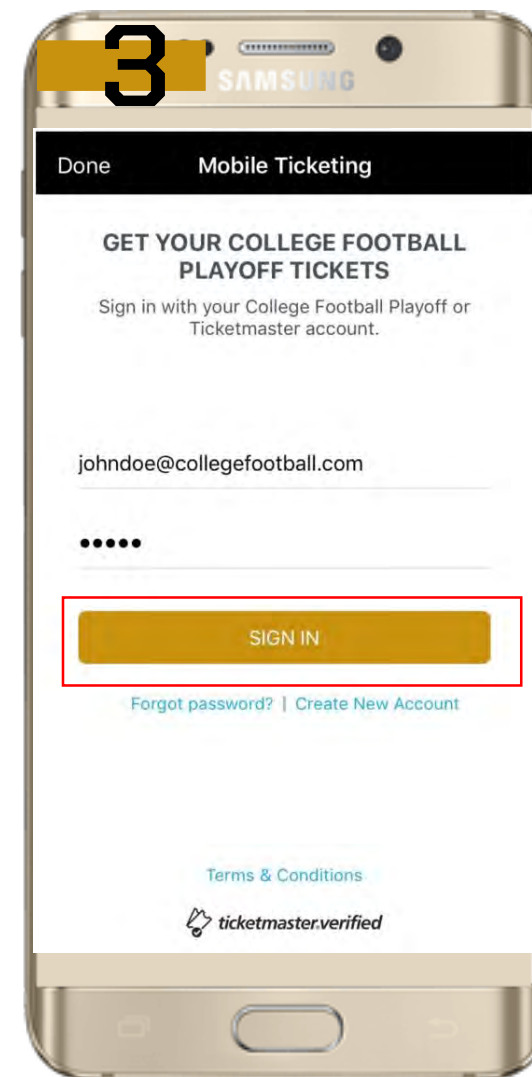 3
SAMSUNG
Done Mobile Ticketing
GET YOUR COLLEGE FOOTBALL
PLAYOFF TICKETS
Sign in with your College Football Playoff or
Ticketmaster account.
johndoe@collegefootball.com
•••••
SIGN IN
Forgot password? | Create New Account
Terms & Conditions
ticketmaster.verified